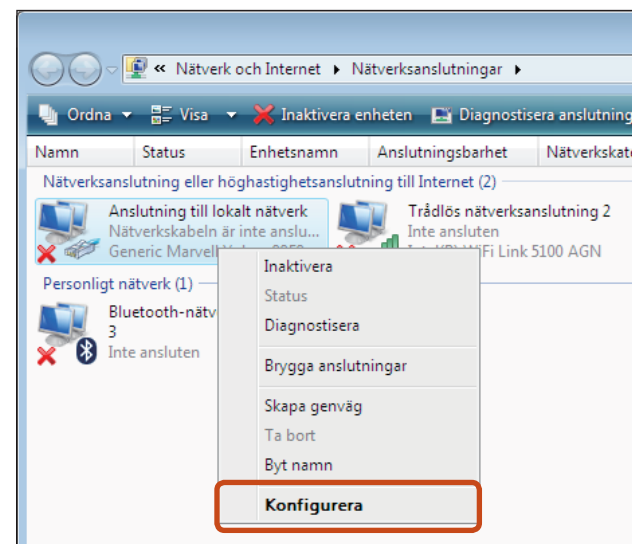 « Nätverk och Internet Nätverksanslutningar
Ordna Visa Inaktivera enheten Diagnostisera anslutning
Namn Status Enhetsnamn Anslutningsbarhet Nätverkskate
Nätverksanslutning eller höghastighetsanslutning till Internet (2)
Anslutning till lokalt nätverk
Nätverkskabeln är inte anslu...
Generic Marvell
Trådlös nätverksanslutning 2
Inte ansluten
WiFi Link 5100 AGN
Personligt nätverk (1)
Bluetooth-nätv
3
Inte ansluten
Inaktivera
Status
Diagnostisera
Brygga anslutningar
Skapa genväg
Ta bort
Byt namn
Konfigurera